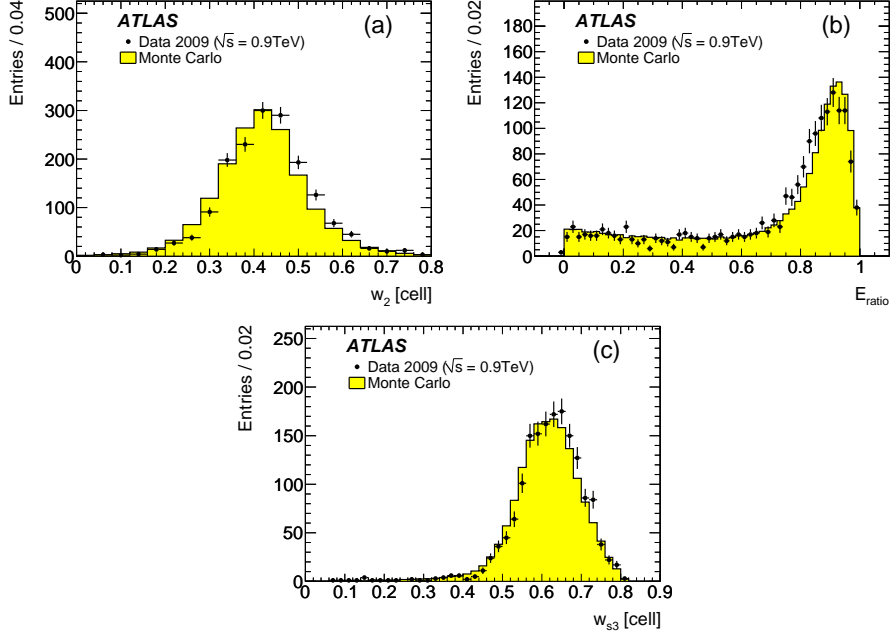 ATLAS
(a)
Data 2009 (√s = 0.9TeV)
Monte Carlo
Entries / 0.04
500
400
300
200
100
0
0 0.1 0.2 0.3 0.4 0.5 0.6 0.7 0.8
w2 [cell]
ATLAS
(b)
Data 2009 (√s = 0.9TeV)
Monte Carlo
Entries / 0.02
180
160
140
120
100
80
60
40
20
0
0 0.2 0.4 0.6 0.8 1
Eratio
ATLAS
(c)
Data 2009 (√s = 0.9TeV)
Monte Carlo
Entries / 0.02
250
200
150
100
50
0
0 0.1 0.2 0.3 0.4 0.5 0.6 0.7 0.8 0.9
ws3 [cell]